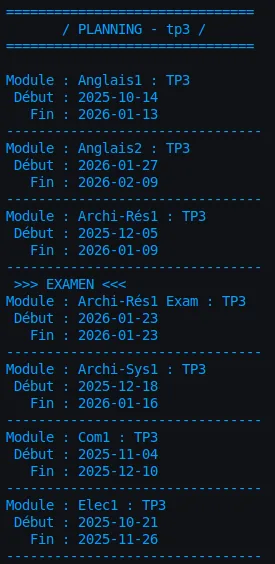 ===============================
/ PLANNING - tp3 /
===============================
Module : Anglais1 : TP3
Début : 2025-10-14
Fin : 2026-01-13
--------------------------------
Module : Anglais2 : TP3
Début : 2026-01-27
Fin : 2026-02-09
--------------------------------
Module : Archi-Rés1 : TP3
Début : 2025-12-05
Fin : 2026-01-09
--------------------------------
>>> EXAMEN <<<
Module : Archi-Rés1 Exam : TP3
Début : 2026-01-23
Fin : 2026-01-23
--------------------------------
Module : Archi-Sys1 : TP3
Début : 2025-12-18
Fin : 2026-01-16
--------------------------------
Module : Com1 : TP3
Début : 2025-11-04
Fin : 2025-12-10
--------------------------------
Module : Elec1 : TP3
Début : 2025-10-21
Fin : 2025-11-26
--------------------------------